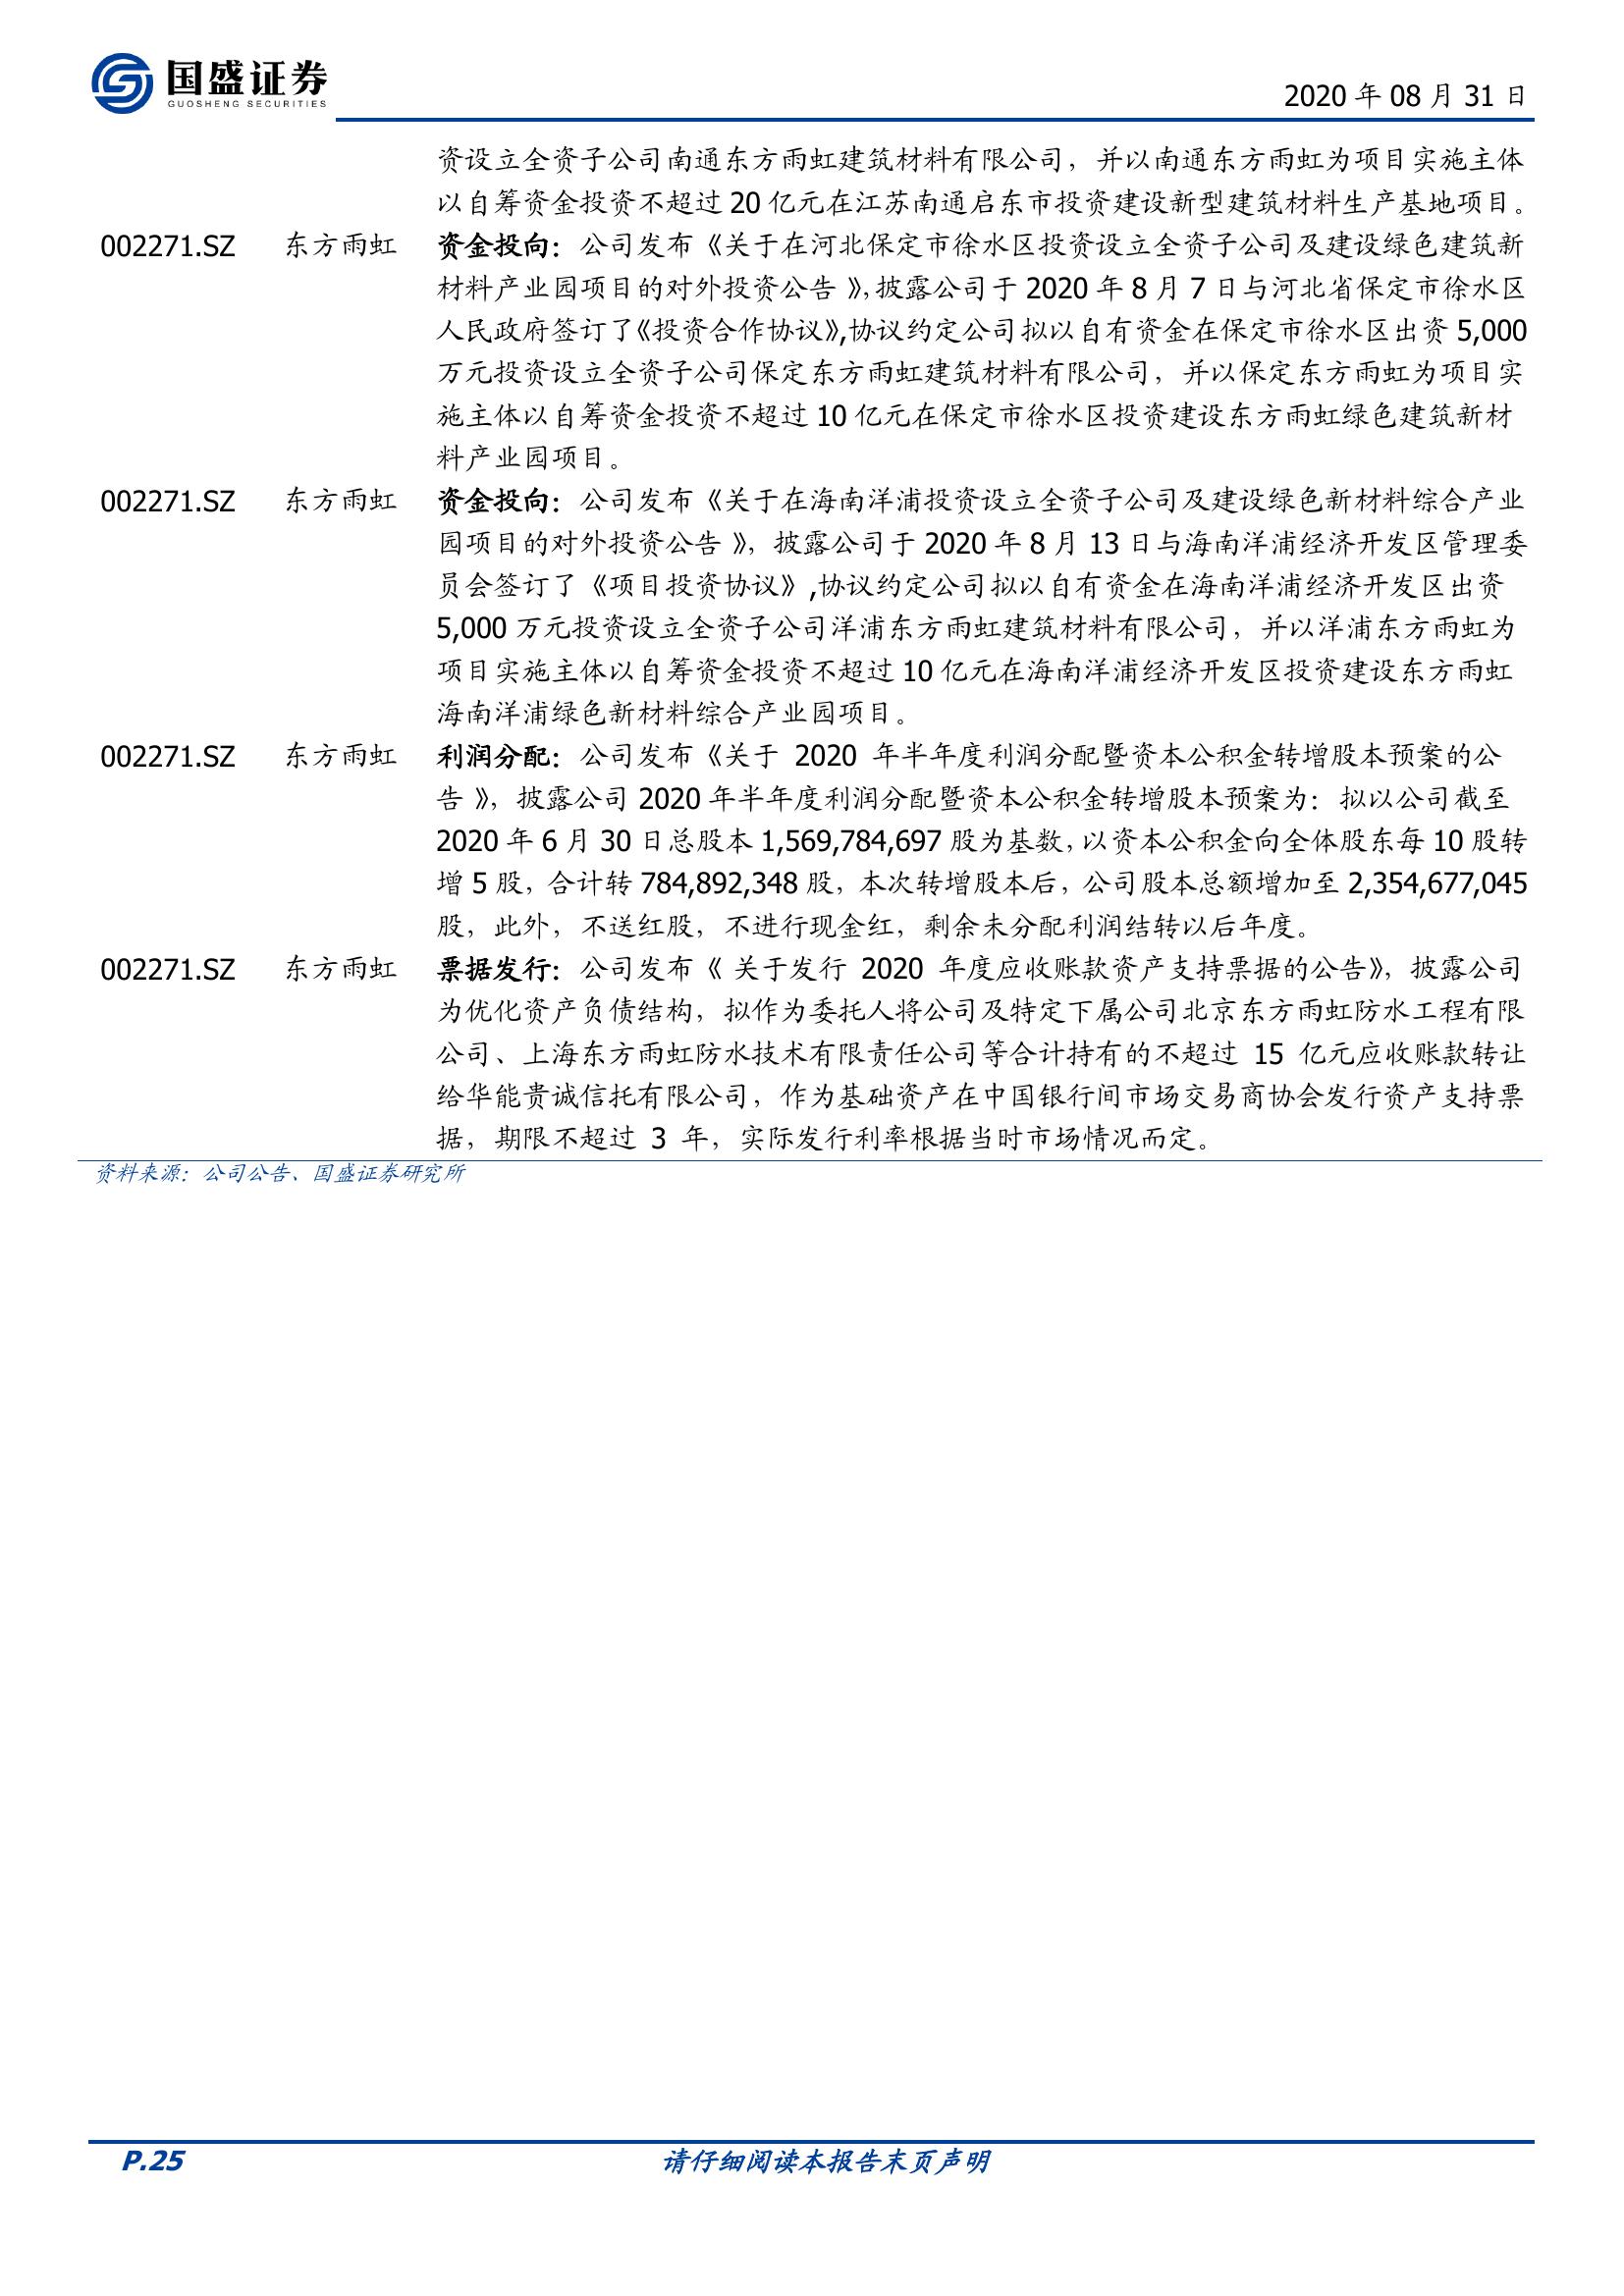 国盛证券
GUOSHENG SECURITIES
2020 年 08 月 31 日
资设立全资子公司南通东方雨虹建筑材料有限公司，并以南通东方雨虹为项目实施主体
以自筹资金投资不超过 20 亿元在江苏南通启东市投资建设新型建筑材料生产基地项目。
002271.SZ 东方雨虹 资金投向：公司发布《关于在河北保定市徐水区投资设立全资子公司及建设绿色建筑新
材料产业园项目的对外投资公告 》，披露公司于 2020 年 8 月 7 日与河北省保定市徐水区
人民政府签订了《投资合作协议》,协议约定公司拟以自有资金在保定市徐水区出资 5,000
万元投资设立全资子公司保定东方雨虹建筑材料有限公司，并以保定东方雨虹为项目实
施主体以自筹资金投资不超过 10 亿元在保定市徐水区投资建设东方雨虹绿色建筑新材
料产业园项目。
002271.SZ 东方雨虹 资金投向：公司发布《关于在海南洋浦投资设立全资子公司及建设绿色新材料综合产业
园项目的对外投资公告 》，披露公司于 2020 年 8 月 13 日与海南洋浦经济开发区管理委
员会签订了《项目投资协议》,协议约定公司拟以自有资金在海南洋浦经济开发区出资
5,000 万元投资设立全资子公司洋浦东方雨虹建筑材料有限公司，并以洋浦东方雨虹为
项目实施主体以自筹资金投资不超过 10 亿元在海南洋浦经济开发区投资建设东方雨虹
海南洋浦绿色新材料综合产业园项目。
002271.SZ 东方雨虹 利润分配：公司发布《关于 2020 年半年度利润分配暨资本公积金转增股本预案的公
告 》，披露公司 2020 年半年度利润分配暨资本公积金转增股本预案为：拟以公司截至
2020 年 6 月 30 日总股本 1,569,784,697 股为基数，以资本公积金向全体股东每 10 股转
增 5 股，合计转 784,892,348 股，本次转增股本后，公司股本总额增加至 2,354,677,045
股，此外，不送红股，不进行现金红，剩余未分配利润结转以后年度。
002271.SZ 东方雨虹 票据发行：公司发布《 关于发行 2020 年度应收账款资产支持票据的公告》，披露公司
为优化资产负债结构，拟作为委托人将公司及特定下属公司北京东方雨虹防水工程有限
公司、上海东方雨虹防水技术有限责任公司等合计持有的不超过 15 亿元应收账款转让
给华能贵诚信托有限公司，作为基础资产在中国银行间市场交易商协会发行资产支持票
据，期限不超过 3 年，实际发行利率根据当时市场情况而定。
资料来源：公司公告、国盛证券研究所
P.25 请仔细阅读本报告末页声明